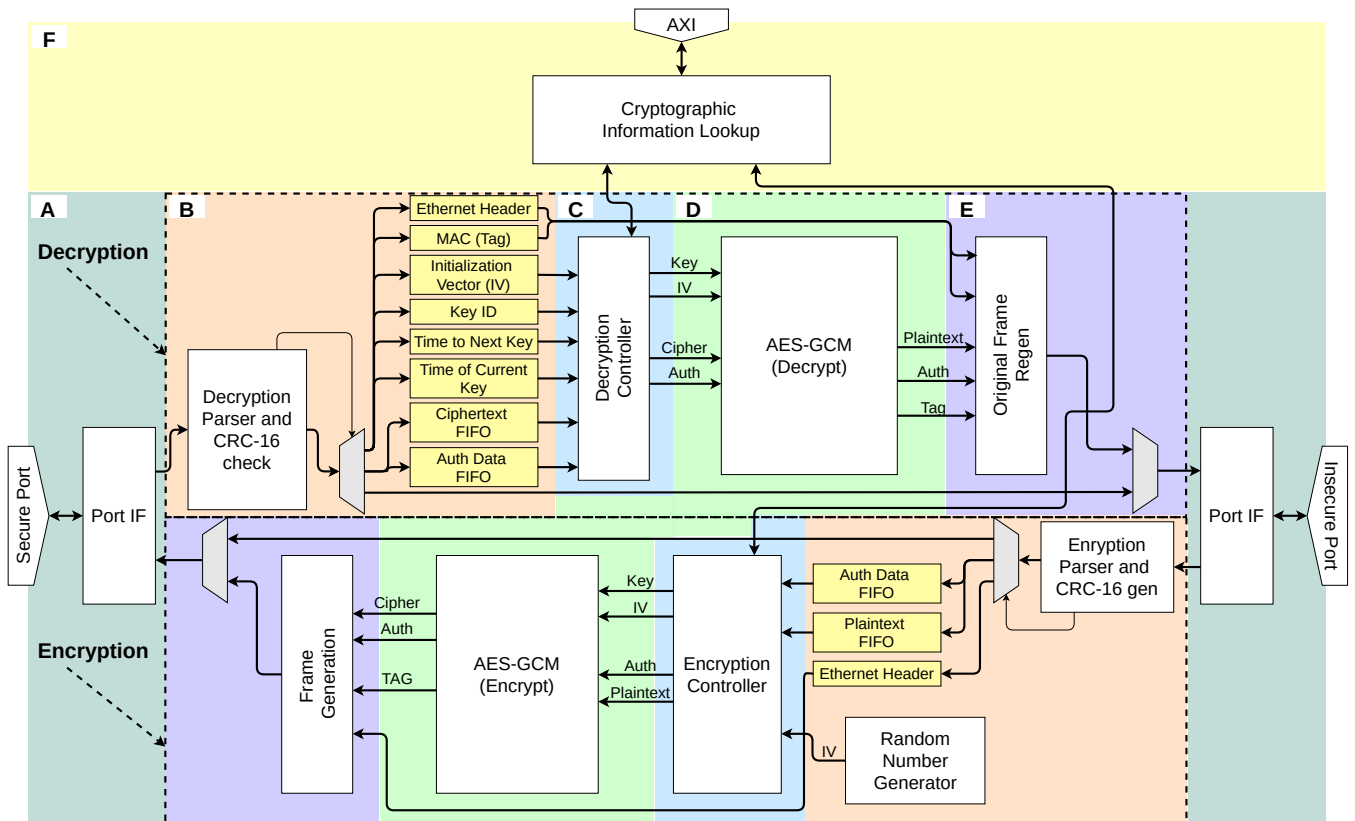 AXI
F
Cryptographic
Information Lookup
A
B
C
D
E
Decryption
Ethernet Header
MAC (Tag)
Initialization
Vector (IV)
Key ID
Time to Next Key
Time of Current
Key
Ciphertext
FIFO
Auth Data
FIFO
Decryption
Parser and
CRC-16
check
Decryption
Controller
Key
IV
Cipher
Auth
AES-GCM
(Decrypt)
Plaintext
Auth
Tag
Original Frame
Regen
Secure Port
Port IF
Port IF
Insecure Port
Encryption
Frame
Generation
Cipher
Auth
TAG
AES-GCM
(Encrypt)
Key
IV
Auth
Plaintext
Encryption
Controller
Auth Data
FIFO
Plaintext
FIFO
Ethernet Header
Enryption
Parser and
CRC-16 gen
IV
Random
Number
Generator